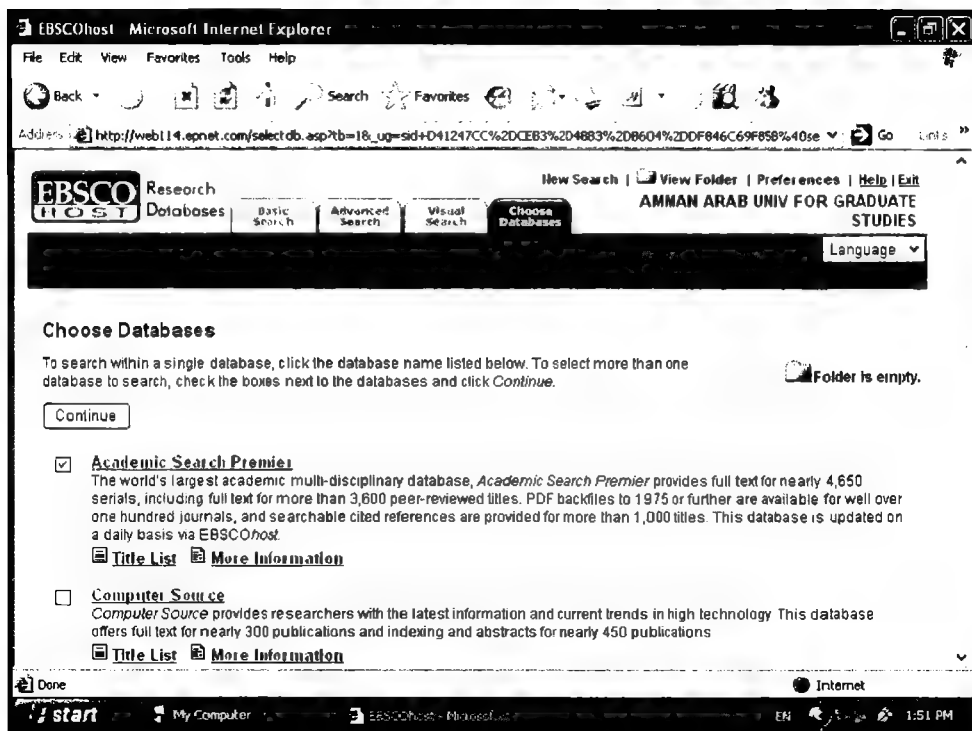 EBSCOhost Microsoft Internet Explorer
File Edit View Favorites Tools Help
Back Search Favorites
Address http://web114.epnet.com/selectdb.asp?tb=1&_ug=sid+D41247CC%2DCEB3%2D4883%2D8604%2DDF846C69F858%40se Go Links »
New Search | View Folder | Preferences | Help | Exit
EBSCO HOST Research Databases
Basic Search Advanced Search Visual Search Choose Databases
AMMAN ARAB UNIV FOR GRADUATE STUDIES
Language
Choose Databases
To search within a single database, click the database name listed below. To select more than one
database to search, check the boxes next to the databases and click Continue.
Folder is empty.
Continue
Academic Search Premier
The world's largest academic multi-disciplinary database, Academic Search Premier provides full text for nearly 4,650
serials, including full text for more than 3,600 peer-reviewed titles. PDF backfiles to 1975 or further are available for well over
one hundred journals, and searchable cited references are provided for more than 1,000 titles. This database is updated on
a daily basis via EBSCOhost.
Title List More Information
Computer Source
Computer Source provides researchers with the latest information and current trends in high technology This database
offers full text for nearly 300 publications and indexing and abstracts for nearly 450 publications
Title List More Information
Done Internet
start My Computer EBSCOhost - Microsof... EN 1:51 PM